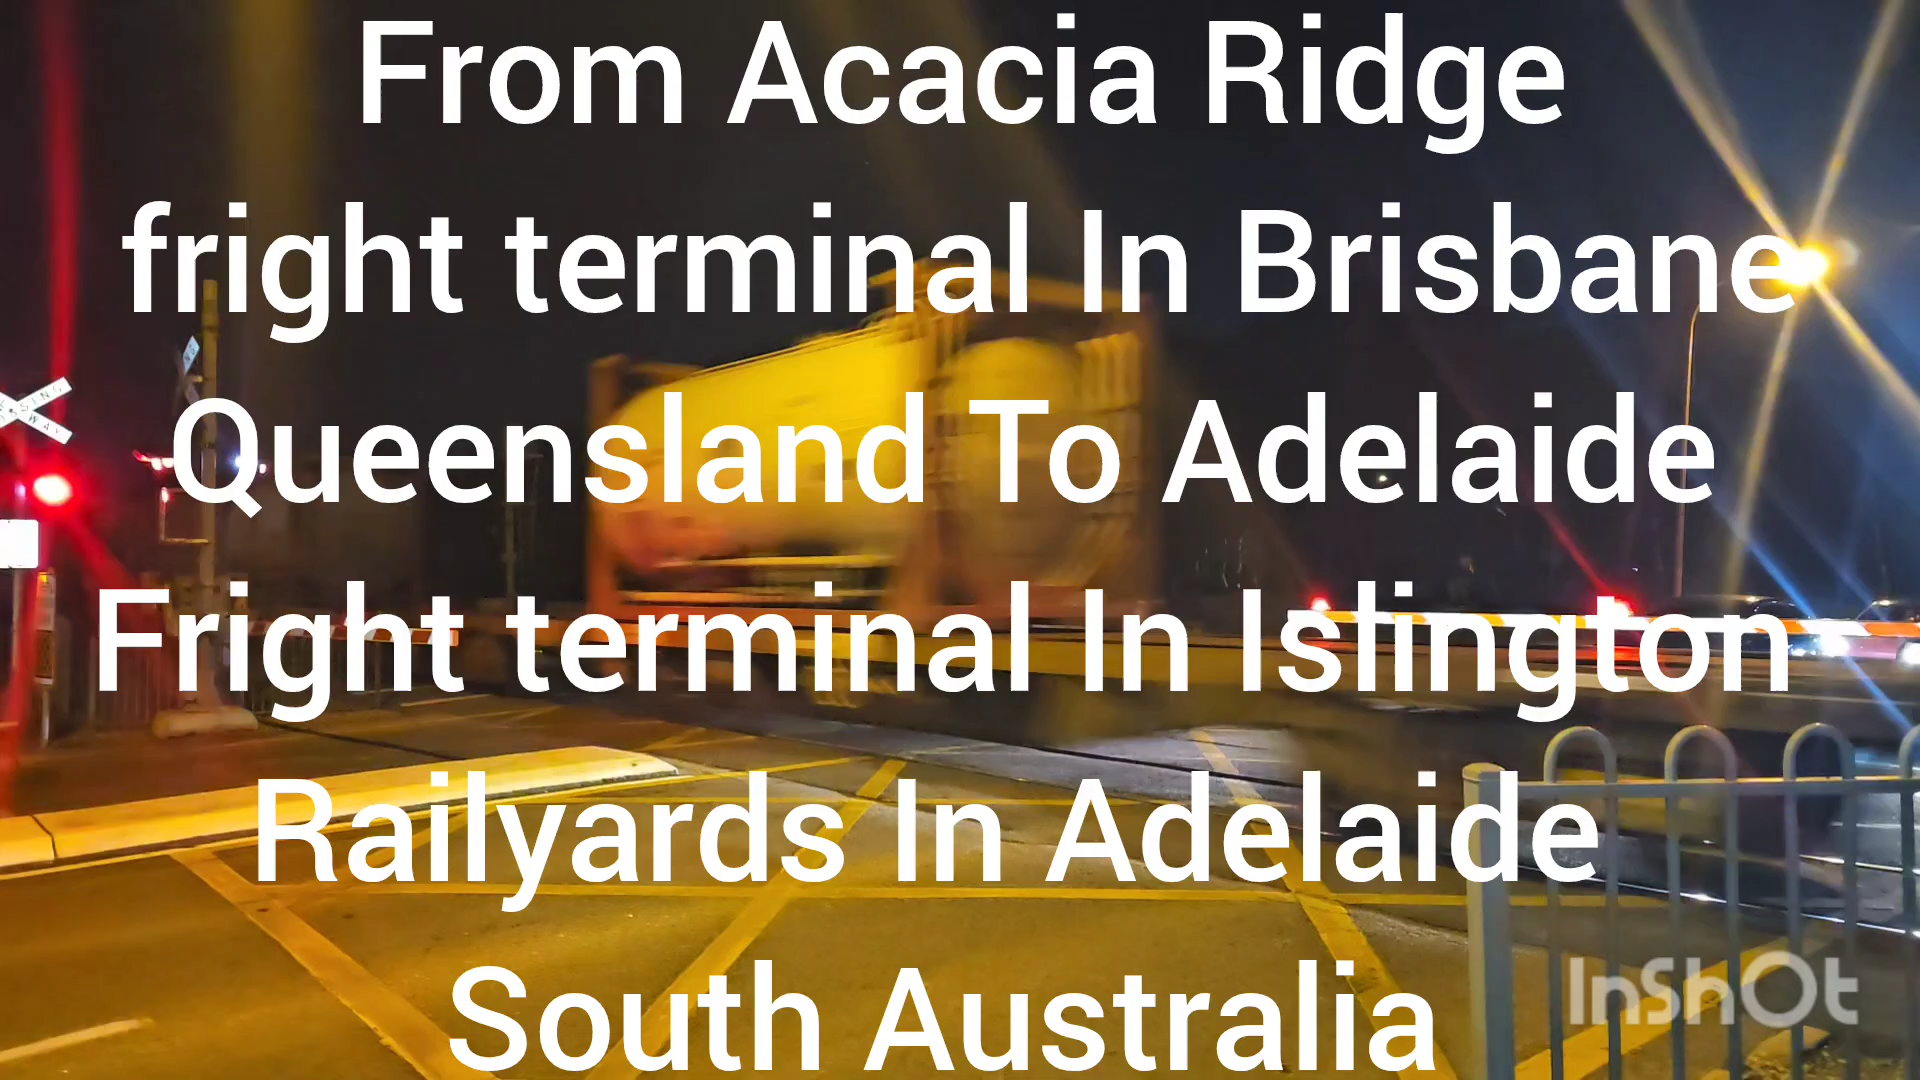 From Acacia Ridge
fright terminal In Brisbane
Queensland To Adelaide
Fright terminal In Islington
Railyards In Adelaide
South Australia
InShOt